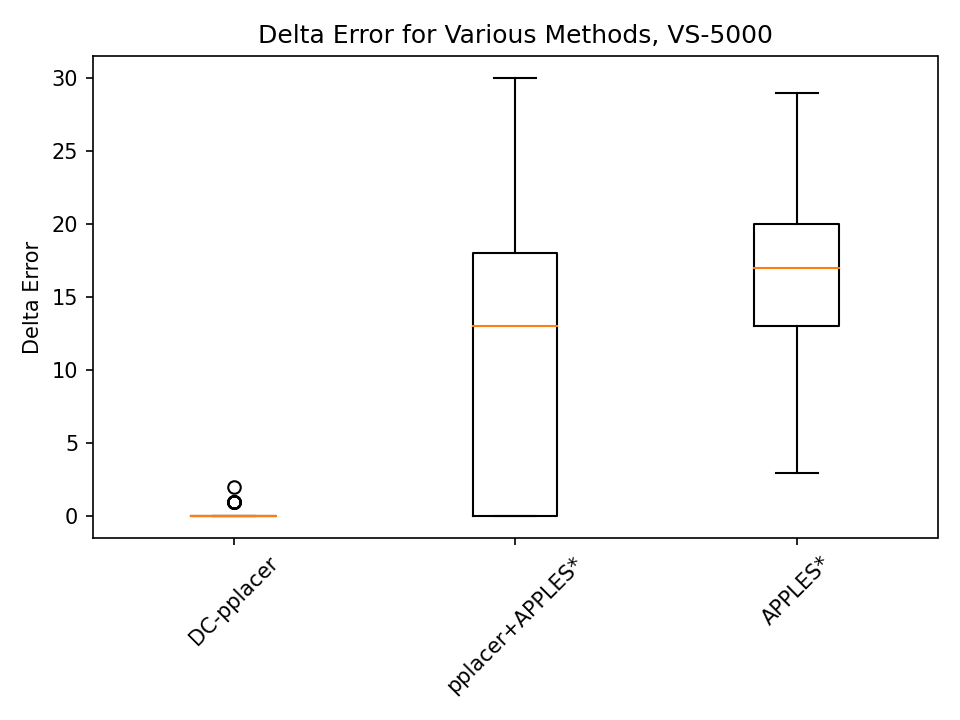 Delta Error for Various Methods, VS-5000
30
25
20
15
10
5
0
Delta Error
DC-pplacer
pplacer+APPLES*
APPLES*